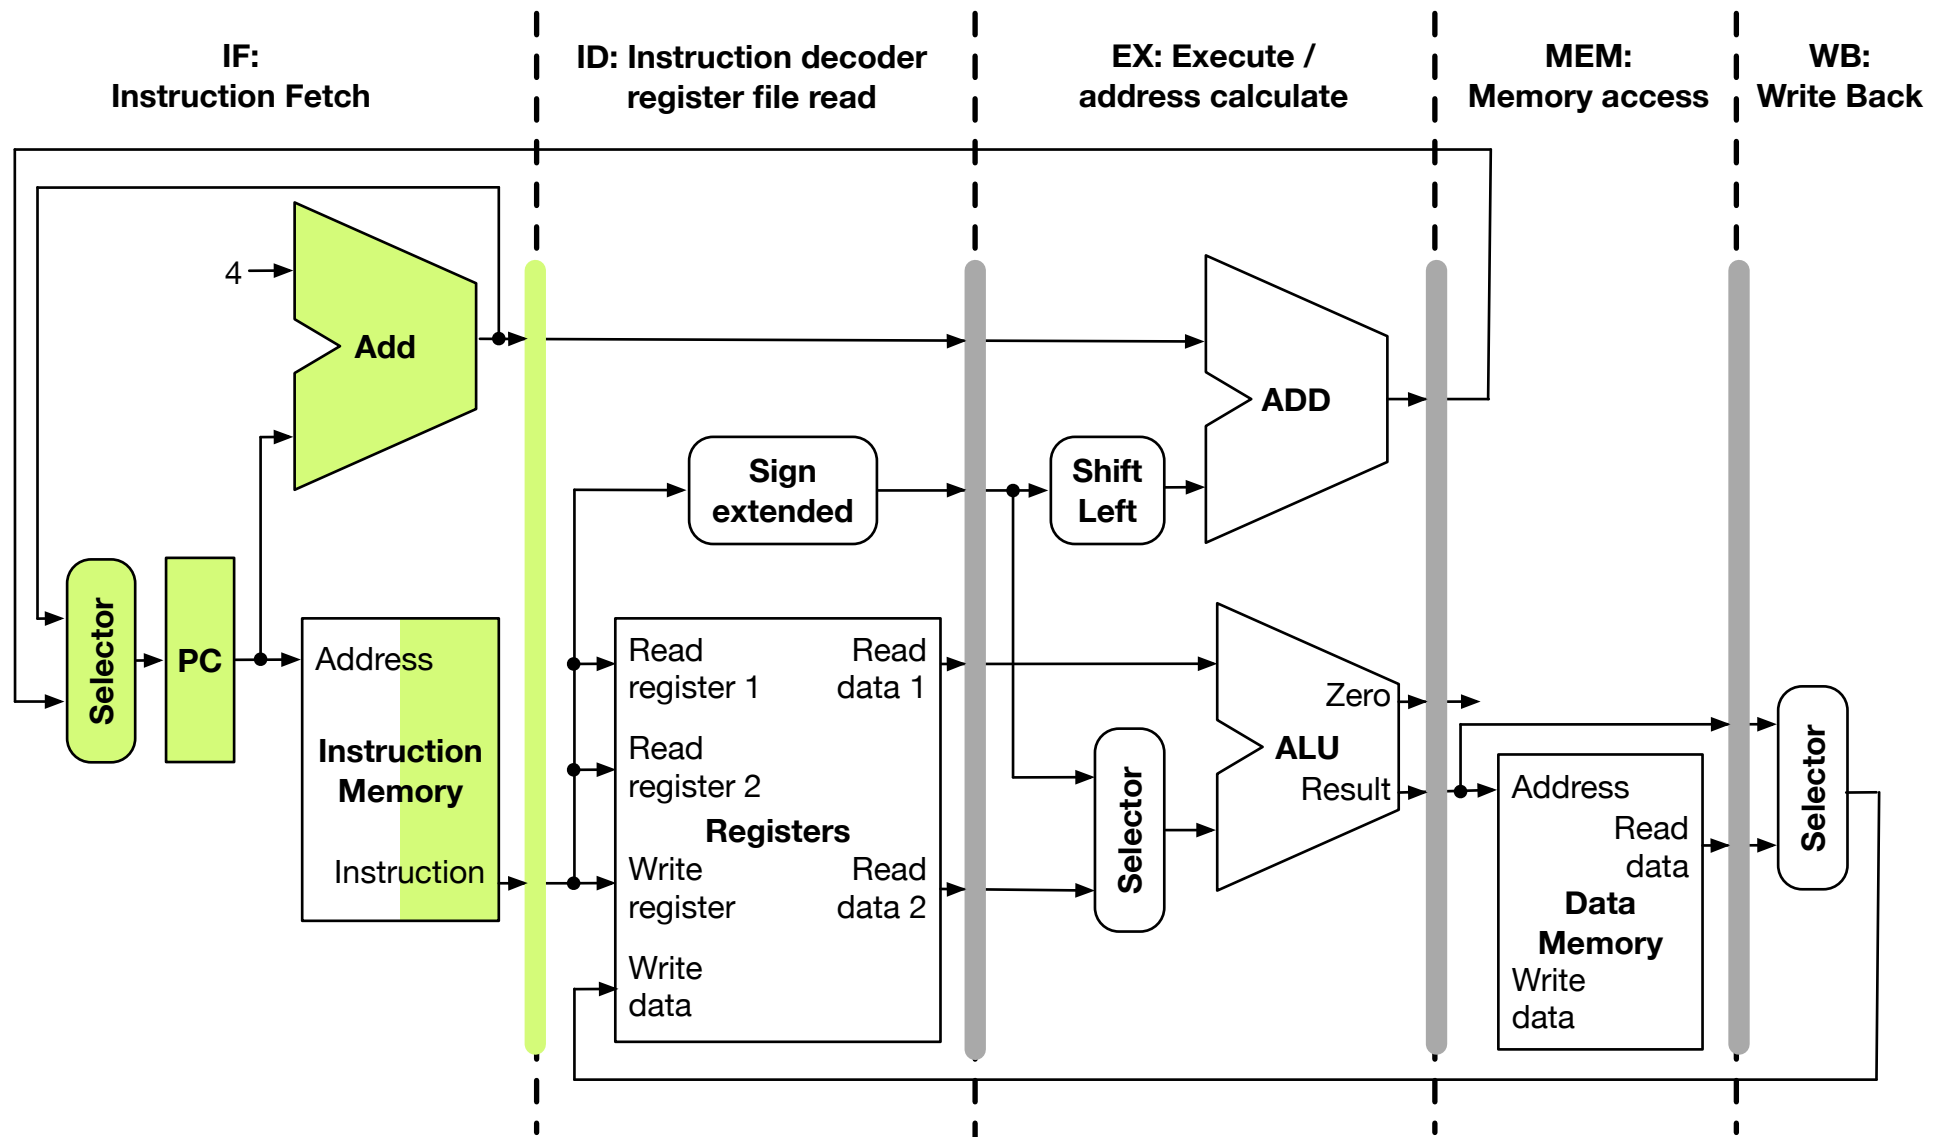 IF:
Instruction Fetch
ID: Instruction decoder
register file read
EX: Execute /
address calculate
MEM:
Memory access
WB:
Write Back
4
Add
ADD
Sign
extended
Shift
Left
Selector
PC
Address
Instruction
Memory
Instruction
Read
register 1
Read
data 1
Read
register 2
Registers
Write
register
Read
data 2
Write
data
Selector
Zero
ALU
Result
Address
Read
data
Data
Memory
Write
data
Selector